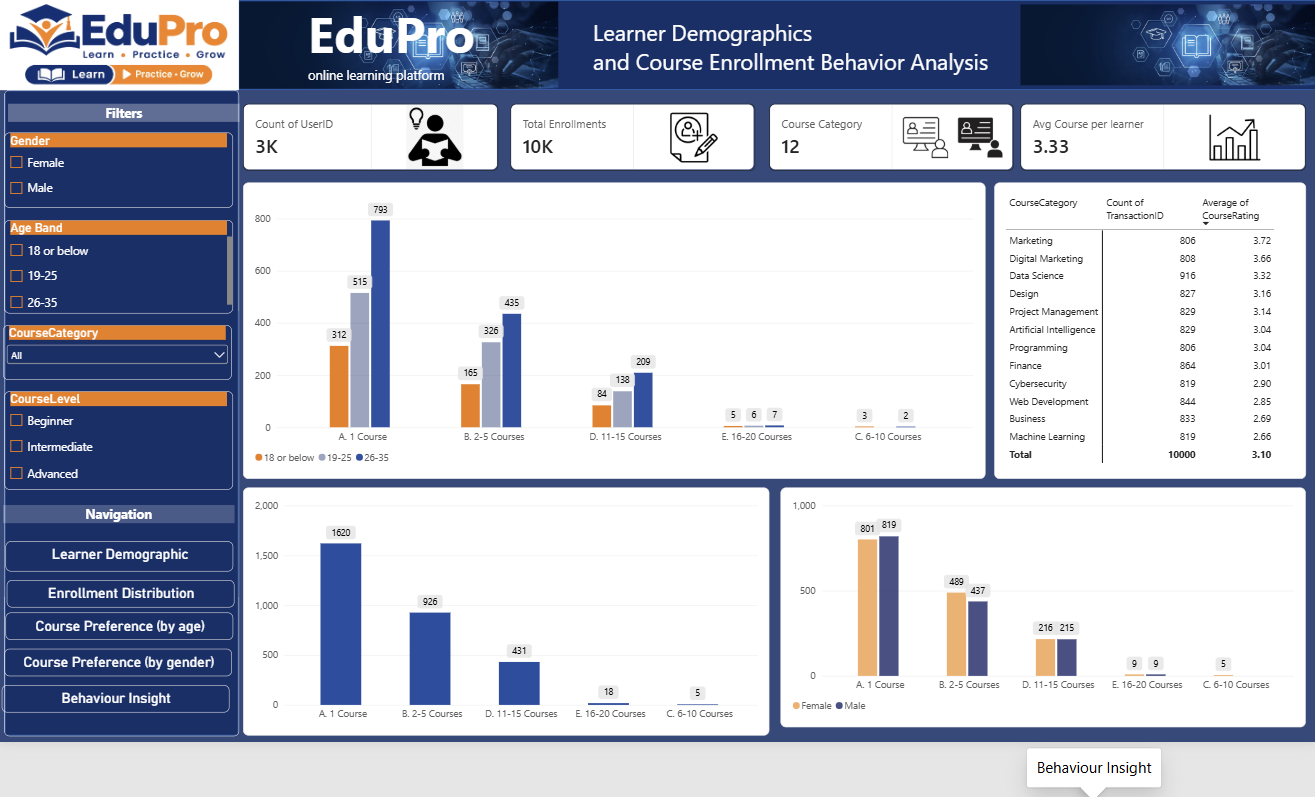 EduPro
Learn • Practice • Grow
Learn
Practice • Grow
EduPro
online learning platform
Learner Demographics
and Course Enrollment Behavior Analysis
Filters
Gender
Female
Male
Age Band
18 or below
19-25
26-35
CourseCategory
All
CourseLevel
Beginner
Intermediate
Advanced
Navigation
Learner Demographic
Enrollment Distribution
Course Preference (by age)
Course Preference (by gender)
Behaviour Insight
Count of UserID
3K
Total Enrollments
10K
Course Category
12
Avg Course per learner
3.33
800
600
400
200
0
312
515
793
165
326
435
84
138
209
5
6
7
3
2
A. 1 Course
B. 2-5 Courses
D. 11-15 Courses
E. 16-20 Courses
C. 6-10 Courses
18 or below 19-25 26-35
CourseCategory Count of TransactionID Average of CourseRating
Marketing 806 3.72
Digital Marketing 808 3.66
Data Science 916 3.32
Design 827 3.16
Project Management 829 3.14
Artificial Intelligence 829 3.04
Programming 806 3.04
Finance 864 3.01
Cybersecurity 819 2.90
Web Development 844 2.85
Business 833 2.69
Machine Learning 819 2.66
Total 10000 3.10
2,000
1,500
1,000
500
0
1620
926
431
18
5
A. 1 Course
B. 2-5 Courses
D. 11-15 Courses
E. 16-20 Courses
C. 6-10 Courses
1,000
500
0
801
819
489
437
216
215
9
9
5
A. 1 Course
B. 2-5 Courses
D. 11-15 Courses
E. 16-20 Courses
C. 6-10 Courses
Female Male
Behaviour Insight